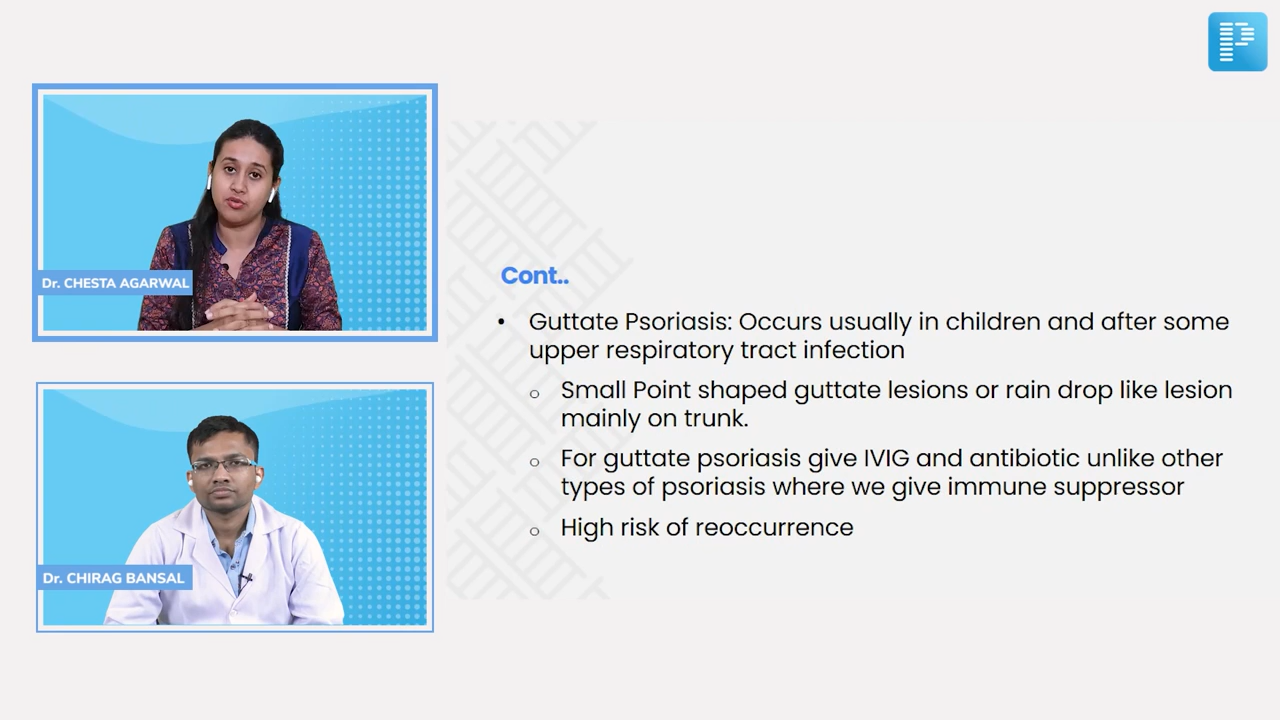 Dr. CHESTA AGARWAL
Dr. CHIRAG BANSAL
Cont..
• Guttate Psoriasis: Occurs usually in children and after some
upper respiratory tract infection
o Small Point shaped guttate lesions or rain drop like lesion
mainly on trunk.
o For guttate psoriasis give IVIG and antibiotic unlike other
types of psoriasis where we give immune suppressor
o High risk of reoccurrence